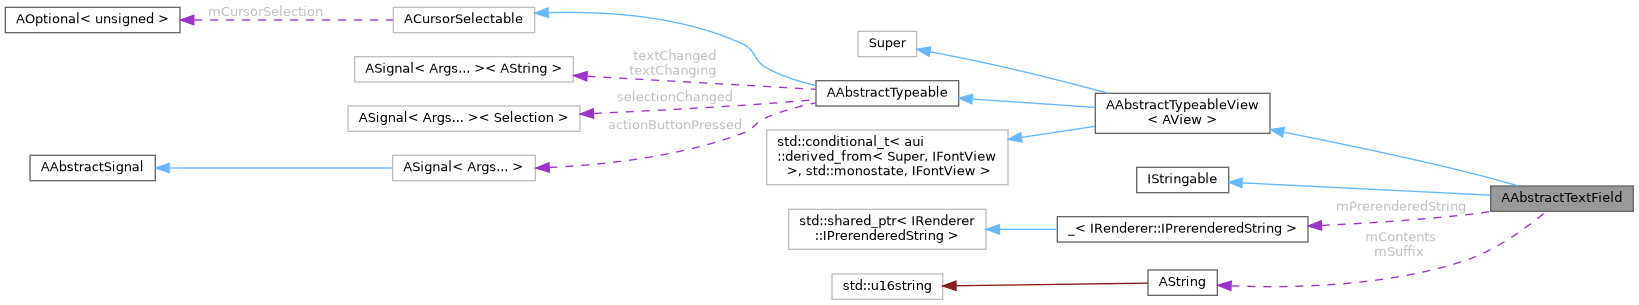 AOptional< unsigned >
mCursorSelection
ACursorSelectable
Super
ASignal< Args... >< AString >
textChanged
textChanging
AAbstractTypeable
AAbstractTypeableView
< AView >
ASignal< Args... >< Selection >
selectionChanged
actionButtonPressed
std::conditional_t< aui
::derived_from< Super, IFontView
>, std::monostate, IFontView >
AAbstractSignal
ASignal< Args... >
IStringable
AAbstractTextField
mPrerenderedString
std::shared_ptr< IRenderer
::IPrerenderedString >
_< IRenderer::IPrerenderedString >
mContents
mSuffix
std::u16string
AString